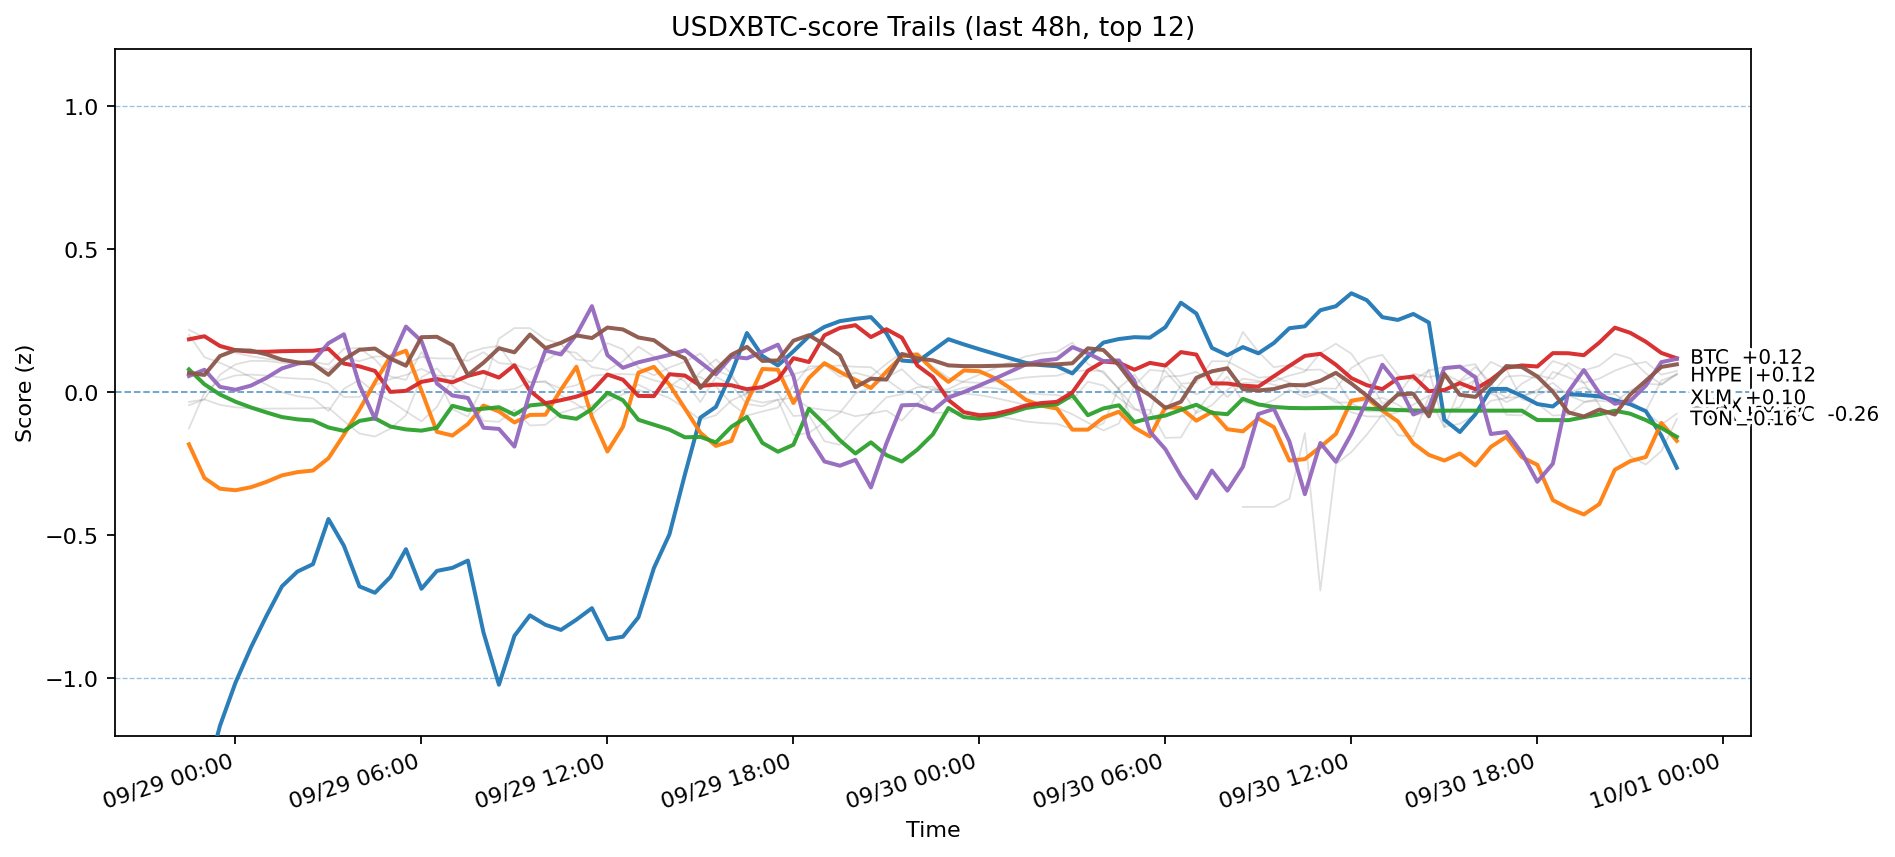 USDXBTC-score Trails (last 48h, top 12)
Score (z)
1.0
0.5
0.0
−0.5
−1.0
BTC +0.12
HYPE +0.12
XLM +0.10
-0.26
TON -0.16
09/29 00:00
09/29 06:00
09/29 12:00
09/29 18:00
09/30 00:00
09/30 06:00
09/30 12:00
09/30 18:00
10/01 00:00
Time